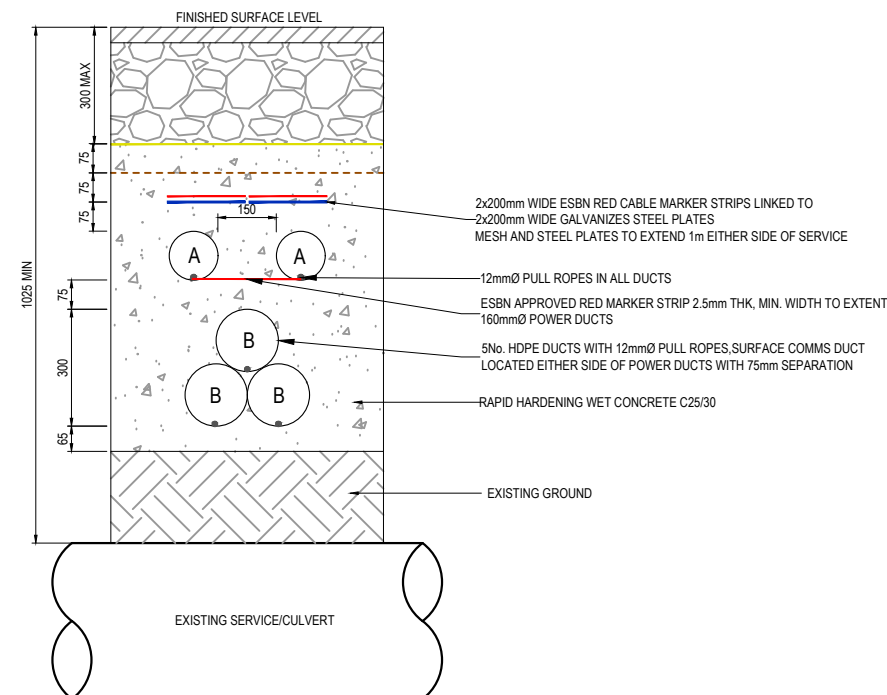 FINISHED SURFACE LEVEL
300 MAX
75
75
75
150
2x200mm WIDE ESBN RED CABLE MARKER STRIPS LINKED TO
2x200mm WIDE GALVANIZES STEEL PLATES
MESH AND STEEL PLATES TO EXTEND 1m EITHER SIDE OF SERVICE
A
A
12mmØ PULL ROPES IN ALL DUCTS
1025 MIN
75
ESBN APPROVED RED MARKER STRIP 2.5mm THK, MIN. WIDTH TO EXTENT
160mmØ POWER DUCTS
B
5No. HDPE DUCTS WITH 12mmØ PULL ROPES,SURFACE COMMS DUCT
LOCATED EITHER SIDE OF POWER DUCTS WITH 75mm SEPARATION
300
B
B
RAPID HARDENING WET CONCRETE C25/30
65
EXISTING GROUND
EXISTING SERVICE/CULVERT